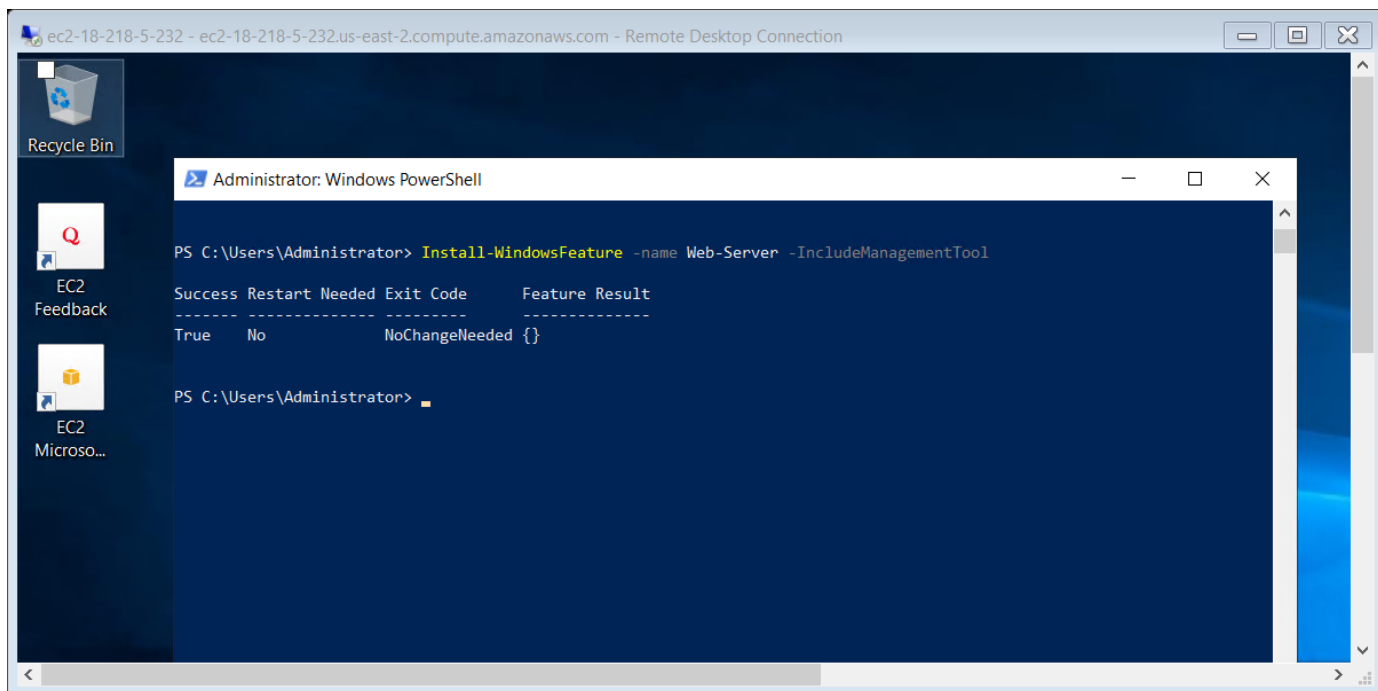 ec2-18-218-5-232 - ec2-18-218-5-232.us-east-2.compute.amazonaws.com - Remote Desktop Connection
Recycle Bin
Administrator: Windows PowerShell
PS C:\Users\Administrator> Install-WindowsFeature -name Web-Server -IncludeManagementTool
Success Restart Needed Exit Code      Feature Result
------- -------------- ---------      --------------
True    No             NoChangeNeeded {}
PS C:\Users\Administrator>
Q
EC2
Feedback
EC2
Microso...